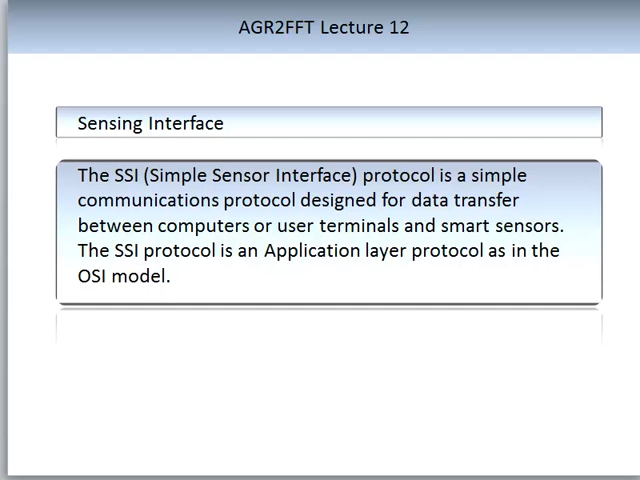 AGR2FFT Lecture 12
Sensing Interface
The SSI (Simple Sensor Interface) protocol is a simple
communications protocol designed for data transfer
between computers or user terminals and smart sensors.
The SSI protocol is an Application layer protocol as in the
OSI model.